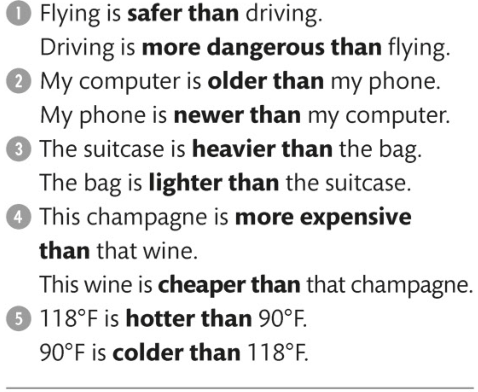 1 Flying is safer than driving.
Driving is more dangerous than flying.
2 My computer is older than my phone.
My phone is newer than my computer.
3 The suitcase is heavier than the bag.
The bag is lighter than the suitcase.
4 This champagne is more expensive
than that wine.
This wine is cheaper than that champagne.
5 118°F is hotter than 90°F.
90°F is colder than 118°F.